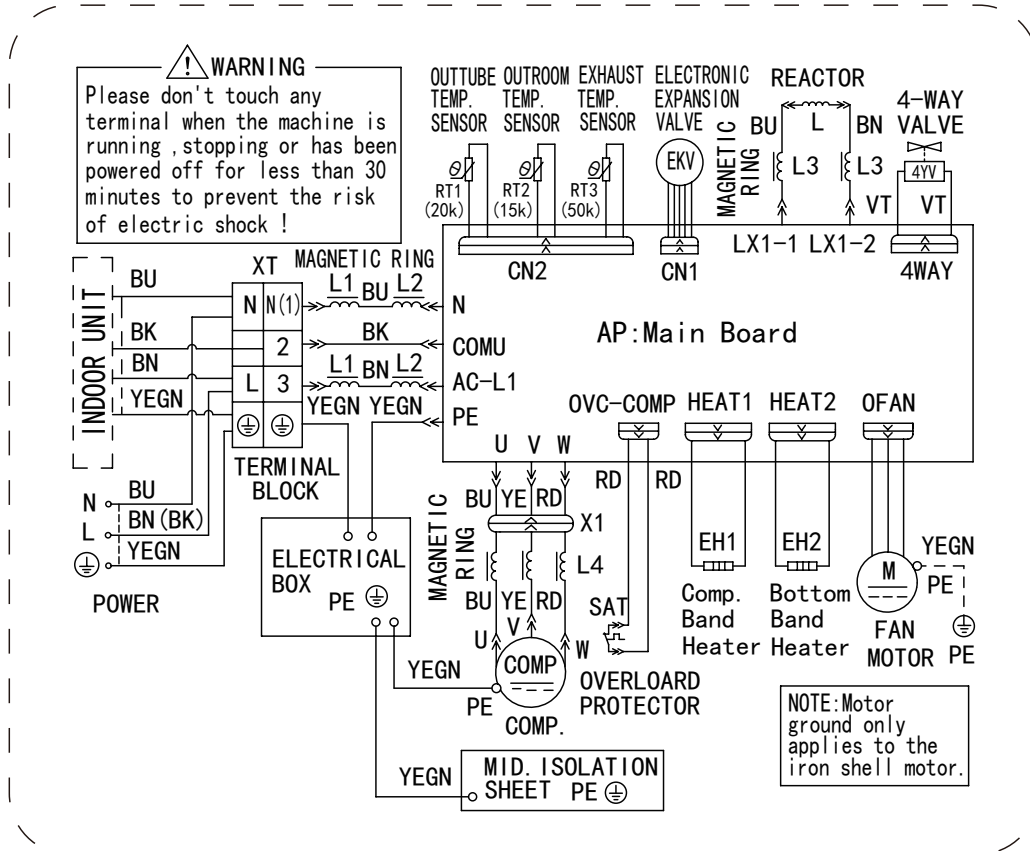 WARNING
Please don't touch any
terminal when the machine is
running ,stopping or has been
powered off for less than 30
minutes to prevent the risk
of electric shock !
OUTTUBE
TEMP.
SENSOR
OUTROOM
TEMP.
SENSOR
EXHAUST
TEMP.
SENSOR
ELECTRONIC
EXPANSION
VALVE
REACTOR
4-WAY
VALVE
MAGNETIC
RING
BU
L
BN
L3
L3
θ
RT1
(20k)
θ
RT2
(15k)
θ
RT3
(50k)
EKV
4YV
VT
VT
CN2
CN1
LX1-1
LX1-2
4WAY
INDOOR UNIT
BU
BK
BN
YEGN
XT
N
N(1)
2
L
3
TERMINAL
BLOCK
MAGNETIC RING
L1
BU
L2
BK
L1
BN
L2
YEGN
YEGN
N
COMU
AC-L1
PE
AP:Main Board
OVC-COMP
HEAT1
HEAT2
OFAN
U
V
W
N
BU
L
BN(BK)
YEGN
POWER
ELECTRICAL
BOX
PE
MAGNETIC
RING
BU
YE
RD
X1
L4
BU
YE
RD
U
V
W
COMP
YEGN
PE
COMP.
RD
RD
SAT
OVERLOARD
PROTECTOR
EH1
Comp.
Band
Heater
EH2
Bottom
Band
Heater
M
YEGN
PE
FAN
MOTOR
PE
YEGN
MID.ISOLATION
SHEET PE
NOTE:Motor
ground only
applies to the
iron shell motor.